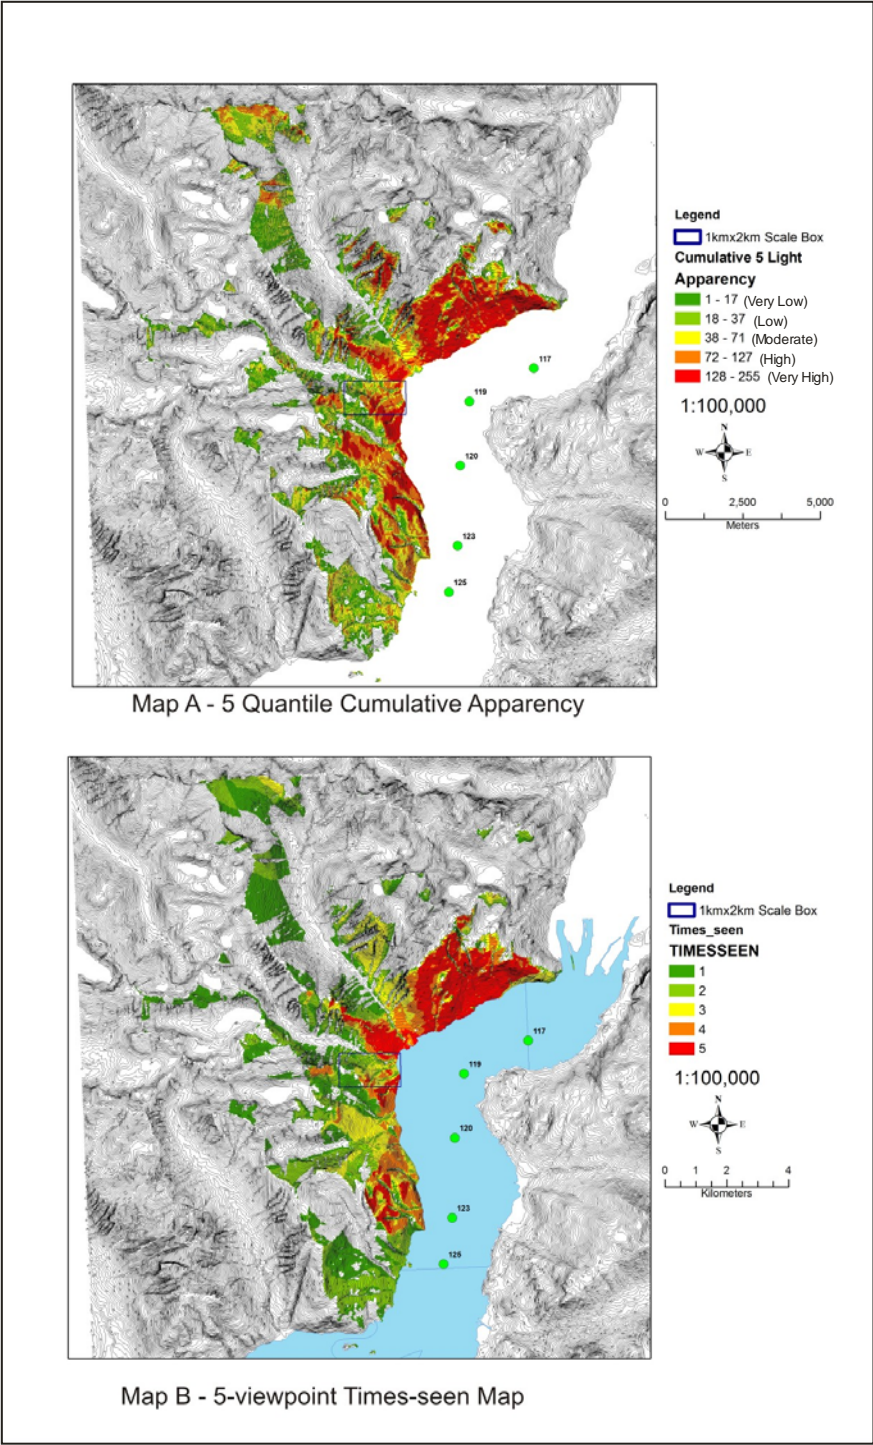 Legend
1kmx2km Scale Box
Cumulative 5 Light
Apparency
1 - 17 (Very Low)
18 - 37 (Low)
38 - 71 (Moderate)
72 - 127 (High)
128 - 255 (Very High)
1:100,000
N
W E
S
0 2,500 5,000
Meters
117
119
120
123
125
Map A - 5 Quantile Cumulative Apparency
Legend
1kmx2km Scale Box
Times_seen
TIMESSEEN
1
2
3
4
5
1:100,000
N
W E
S
0 1 2 4
Kilometers
117
119
120
123
125
Map B - 5-viewpoint Times-seen Map